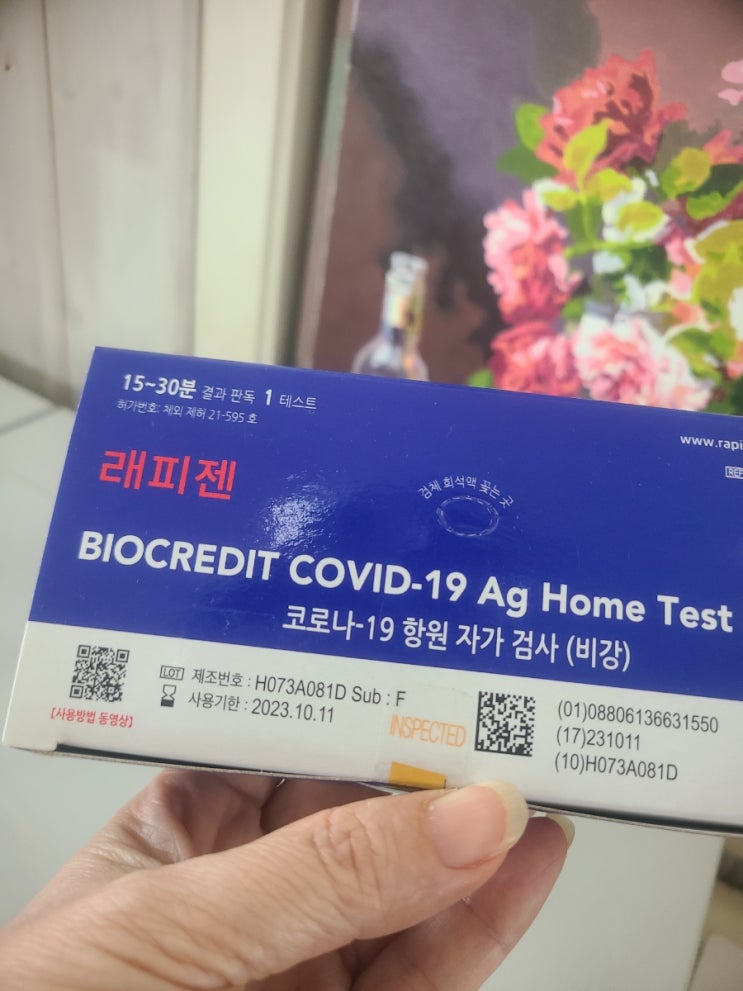 15~30분 결과 판독 1 테스트
허가번호: 체외 제허 21-595 호
www.rapi
REF
래피젠
검체 희석액 꽂는 곳
BIOCREDIT COVID-19 Ag Home Test
코로나-19 항원 자가 검사 (비강)
[사용방법 동영상]
LOT 제조번호 : H073A081D Sub : F
사용기한 : 2023.10.11
INSPECTED
(01)08806136631550
(17)231011
(10)H073A081D